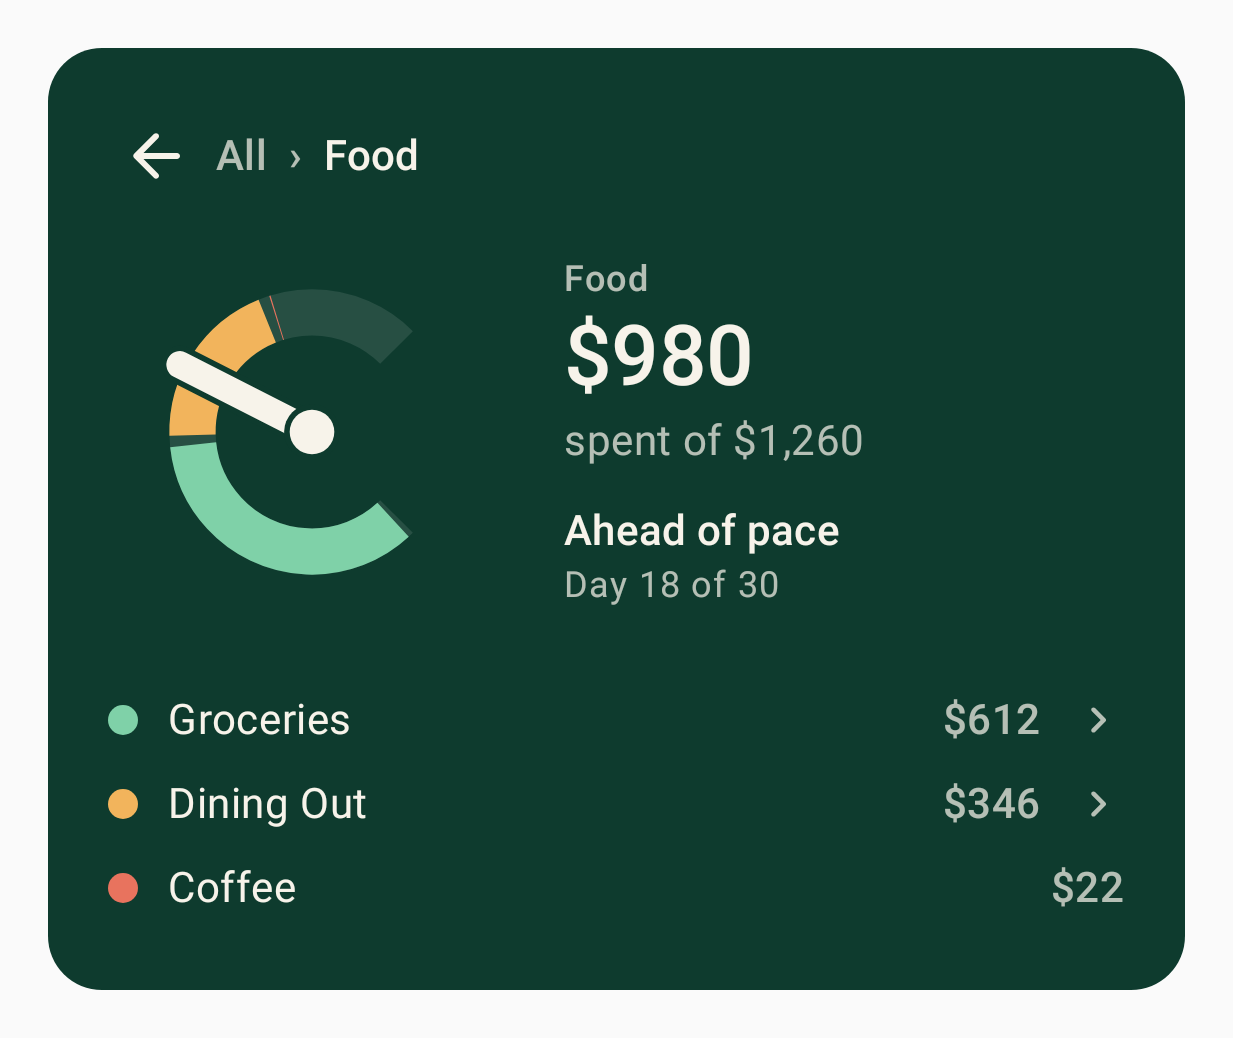 All › Food
Food
$980
spent of $1,260
Ahead of pace
Day 18 of 30
Groceries $612
Dining Out $346
Coffee $22